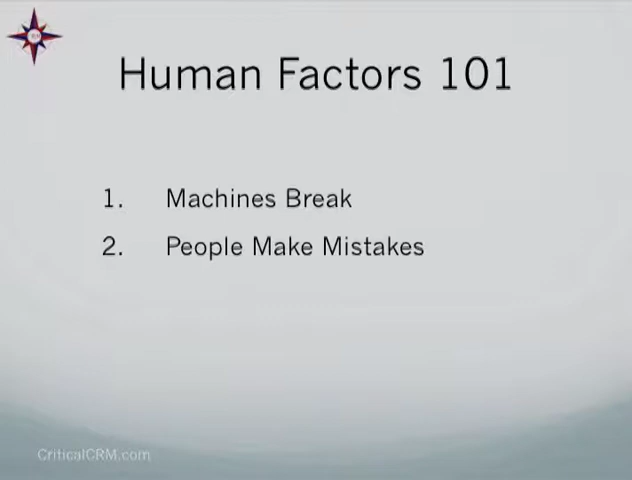 Human Factors 101
1. Machines Break
2. People Make Mistakes
CriticalCRM.com